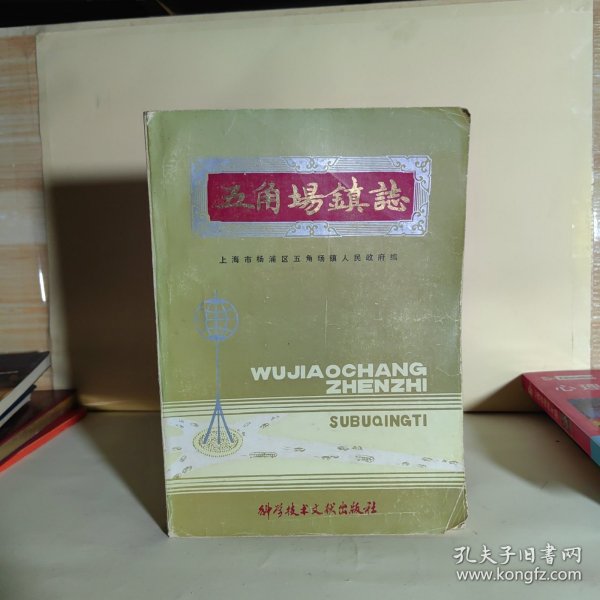 五角場鎮誌
上海市杨浦区五角场镇人民政府编
WUJIAOCHANG
ZHENZHI
SUBUQINGTI
科学技术文献出版社
心理
孔夫子旧书网
www.kongfz.com